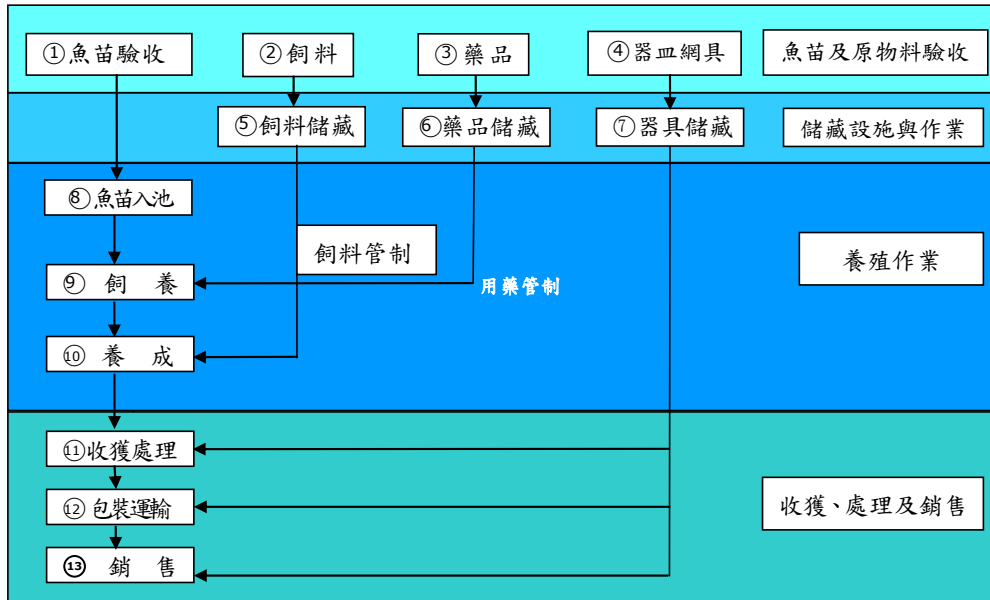 ①魚苗驗收
②飼料
③藥品
④器皿網具
魚苗及原物料驗收
⑤飼料儲藏
⑥藥品儲藏
⑦器具儲藏
儲藏設施與作業
⑧魚苗入池
飼料管制
養殖作業
⑨飼 養
用藥管制
⑩養 成
⑪收獲處理
⑫包裝運輸
收獲、處理及銷售
⑬銷 售